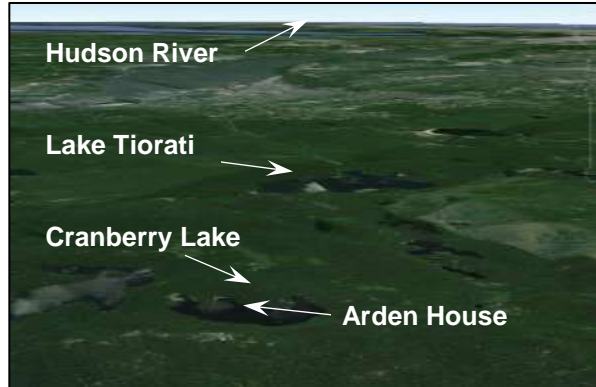 Hudson River
Lake Tiorati
Cranberry Lake
Arden House